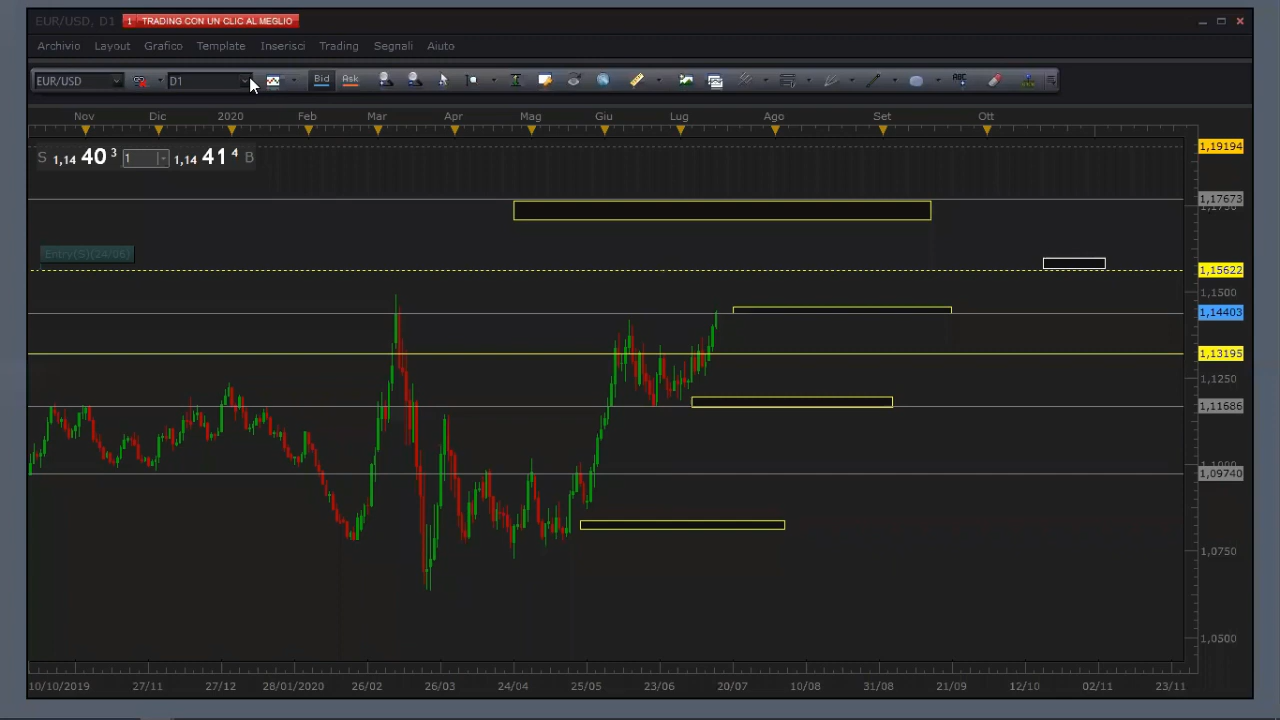 EUR/USD, D1 1 TRADING CON UN CLIC AL MEGLIO
Archivio Layout Grafico Template Inserisci Trading Segnali Aiuto
EUR/USD D1 Bid Ask ABC
Nov Dic 2020 Feb Mar Apr Mag Giu Lug Ago Set Ott
S 1,14 40 3 1 1,14 41 4 B
1,19194
1,17673
Entry(S)(24/06)
1,15622
1,1500
1,14403
1,13195
1,1250
1,11686
1,09740
1,0750
1,0500
10/10/2019 27/11 27/12 28/01/2020 26/02 26/03 24/04 25/05 23/06 20/07 10/08 31/08 21/09 12/10 02/11 23/11